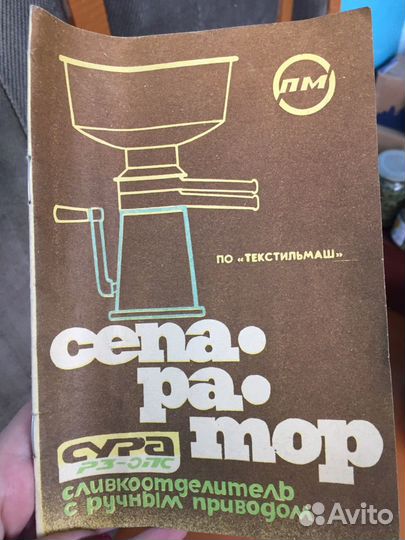 ПМ
ПО «ТЕКСТИЛЬМАШ»
сепа•
ра•
тор
СУРА
РЗ-ОПС
сливкоотделитель
с ручным приводом
Avito